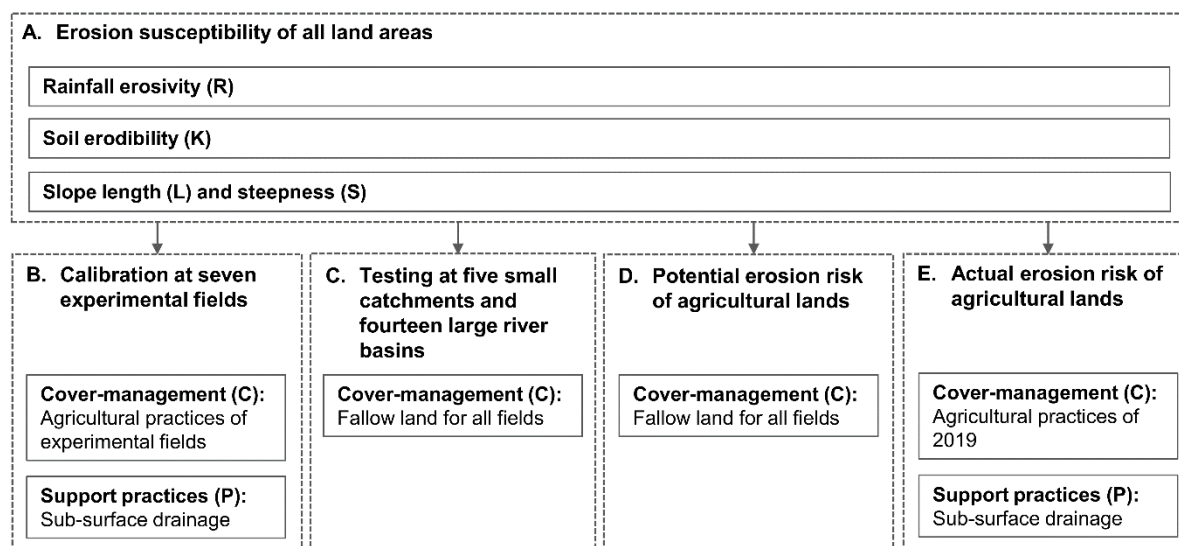 A. Erosion susceptibility of all land areas
Rainfall erosivity (R)
Soil erodibility (K)
Slope length (L) and steepness (S)
B. Calibration at seven
experimental fields
Cover-management (C):
Agricultural practices of
experimental fields
Support practices (P):
Sub-surface drainage
C. Testing at five small
catchments and
fourteen large river
basins
Cover-management (C):
Fallow land for all fields
D. Potential erosion risk
of agricultural lands
Cover-management (C):
Fallow land for all fields
E. Actual erosion risk of
agricultural lands
Cover-management (C):
Agricultural practices of
2019
Support practices (P):
Sub-surface drainage